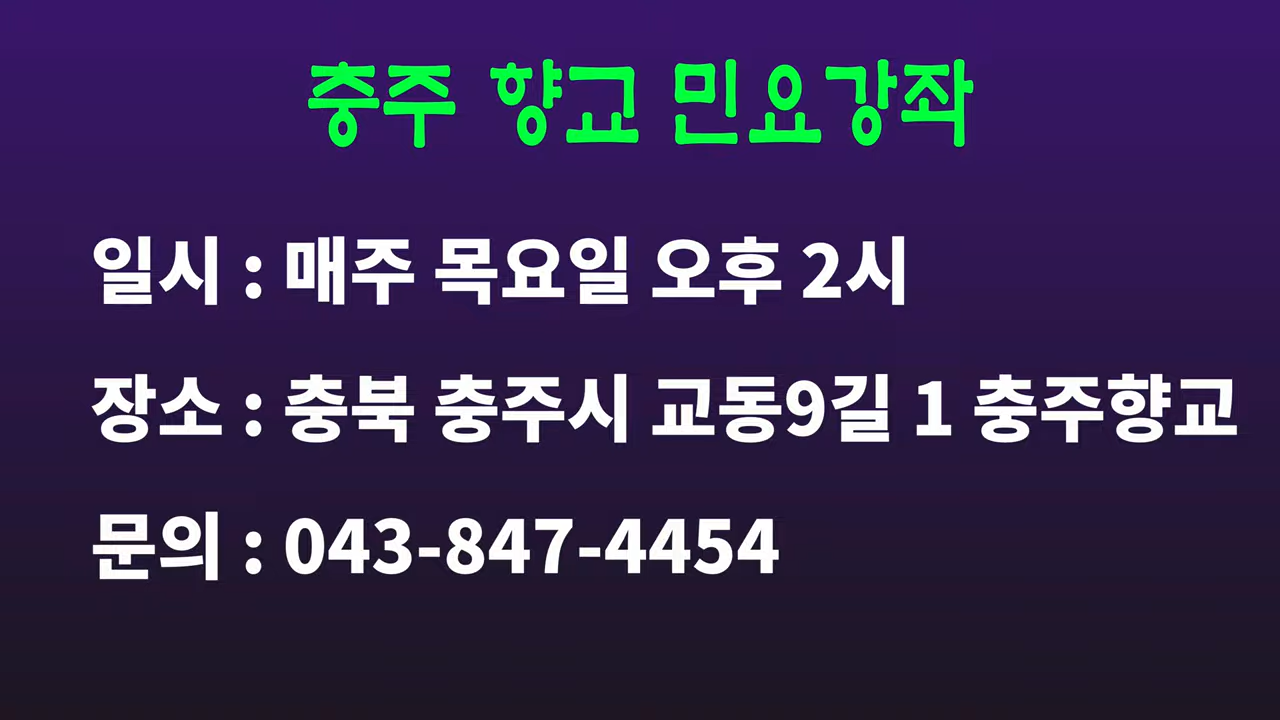 충주 향교 민요강좌
일시 : 매주 목요일 오후 2시
장소 : 충북 충주시 교동9길 1 충주향교
문의 : 043-847-4454